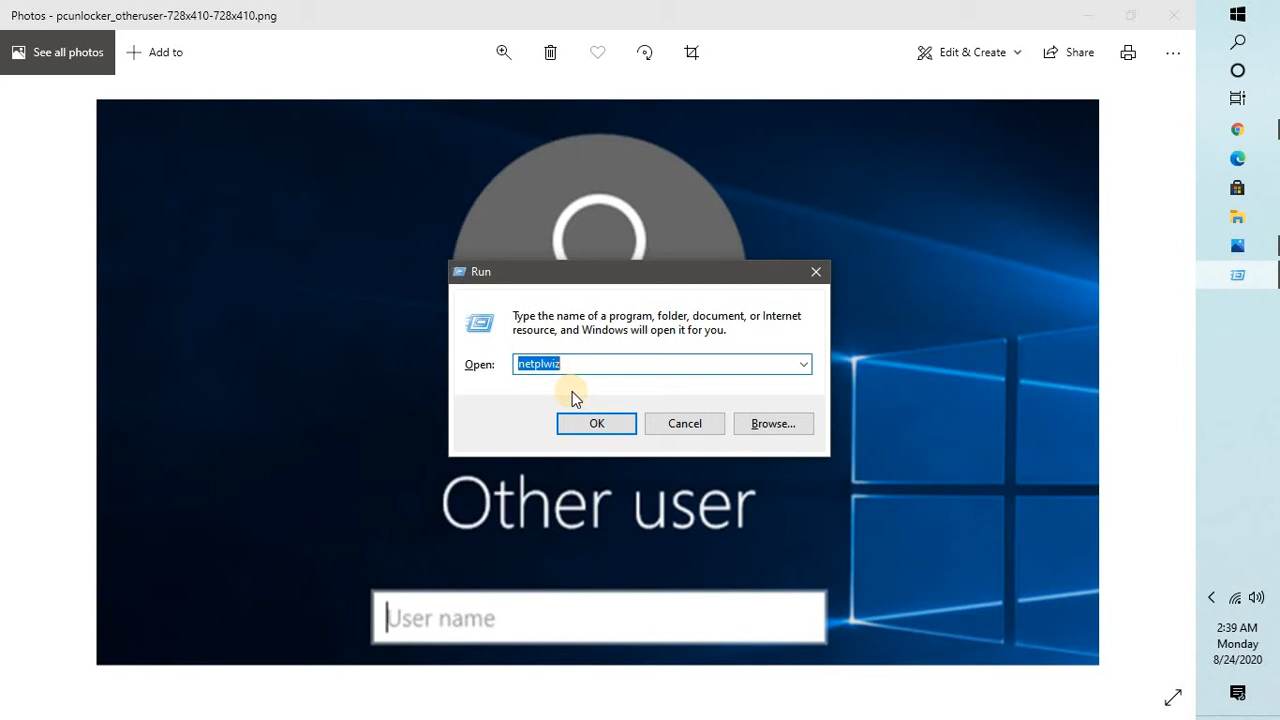 Photos - pcunlocker_otheruser-728x410-728x410.png
See all photos
Add to
Edit & Create
Share
Run
Type the name of a program, folder, document, or Internet
resource, and Windows will open it for you.
Open:
netplwiz
OK
Cancel
Browse...
Other user
User name
2:39 AM
Monday
8/24/2020